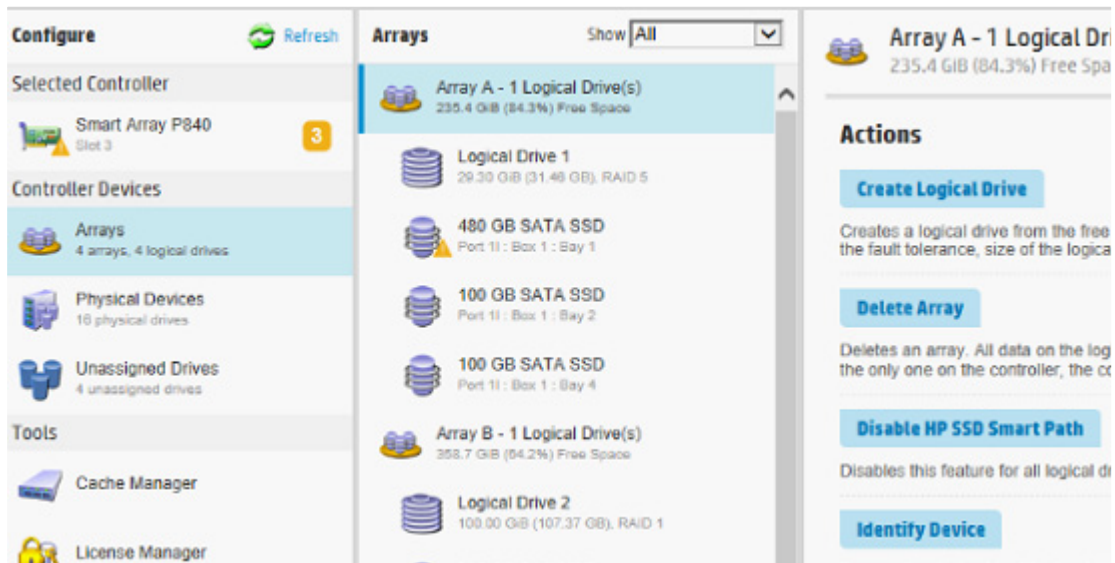 Configure
Refresh
Selected Controller
Smart Array P840
Slot 3
3
Controller Devices
Arrays
4 arrays, 4 logical drives
Physical Devices
16 physical drives
Unassigned Drives
4 unassigned drives
Tools
Cache Manager
License Manager
Arrays
Show All
Array A - 1 Logical Drive(s)
235.4 GiB (84.3%) Free Space
Logical Drive 1
29.30 GiB (31.46 GB), RAID 5
480 GB SATA SSD
Port 1I : Box 1 : Bay 1
100 GB SATA SSD
Port 1I : Box 1 : Bay 2
100 GB SATA SSD
Port 1I : Box 1 : Bay 4
Array B - 1 Logical Drive(s)
358.7 GiB (64.2%) Free Space
Logical Drive 2
100.00 GiB (107.37 GB), RAID 1
Array A - 1 Logical Dri
235.4 GiB (84.3%) Free Spa
Actions
Create Logical Drive
Creates a logical drive from the free
the fault tolerance, size of the logica
Delete Array
Deletes an array. All data on the log
the only one on the controller, the co
Disable HP SSD Smart Path
Disables this feature for all logical dr
Identify Device